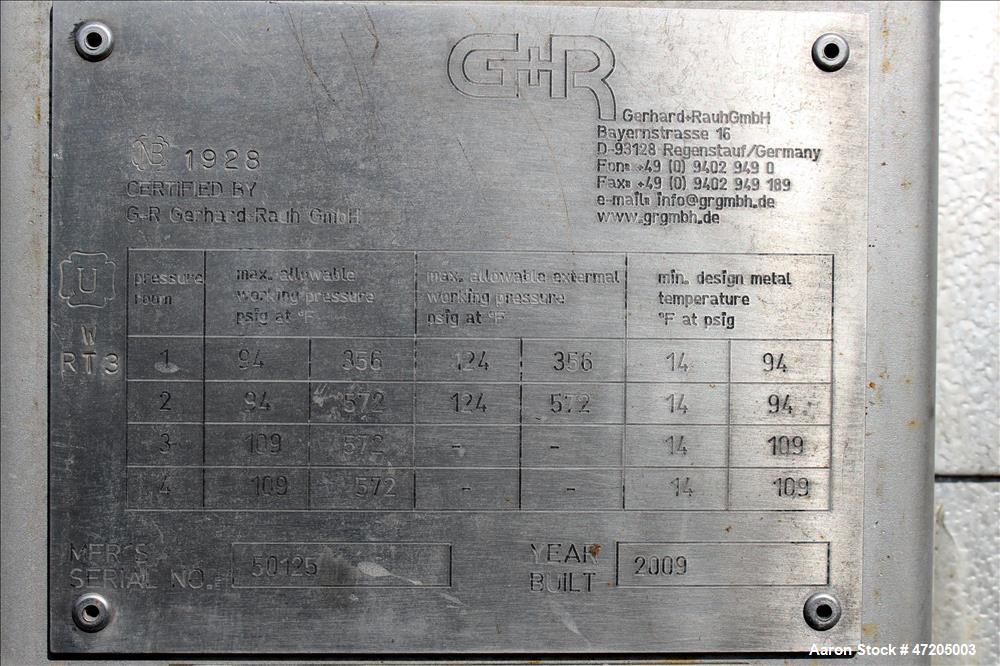 G+R
Gerhard+RauhGmbH
Bayernstrasse 16
D-93128 Regenstauf/Germany
Fon: +49 (0) 9402 949 0
Fax: +49 (0) 9402 949 189
e-mail: info@grgmbh.de
www.grgmbh.de
NB 1928
CERTIFIED BY
G+R Gerhard+Rauh GmbH
U
W
RT3
pressure room
max. allowable working pressure psig at °F
max. allowable extermal working pressure psig at °F
min. design metal temperature °F at psig
1 94 356 124 356 14 94
2 94 572 124 572 14 94
3 109 572 - - 14 109
4 109 572 - - 14 109
MFR'S SERIAL NO.: 50125
YEAR BUILT 2009
Aaron Stock # 47205003